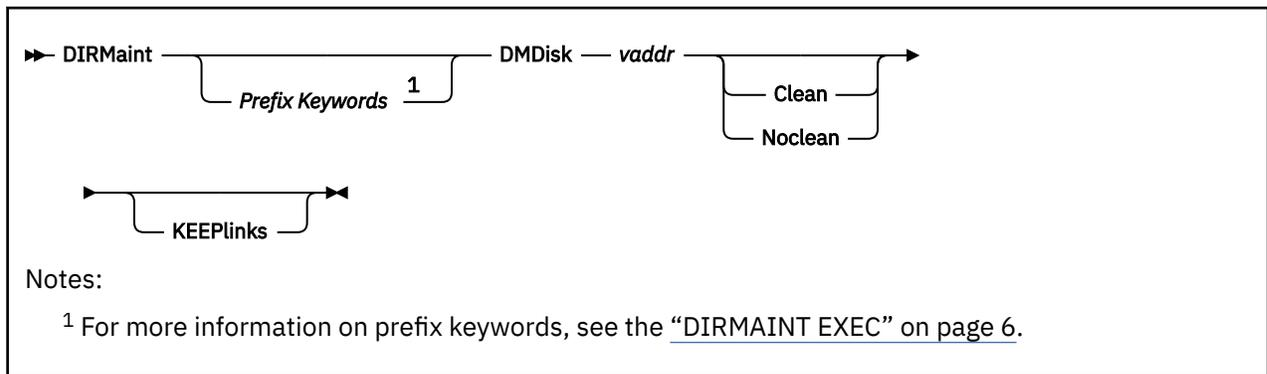 DIRMaint Prefix Keywords 1 DMDisk vaddr Clean
Noclean
KEEPlinks
Notes:
1 For more information on prefix keywords, see the “DIRMAINT EXEC” on page 6.